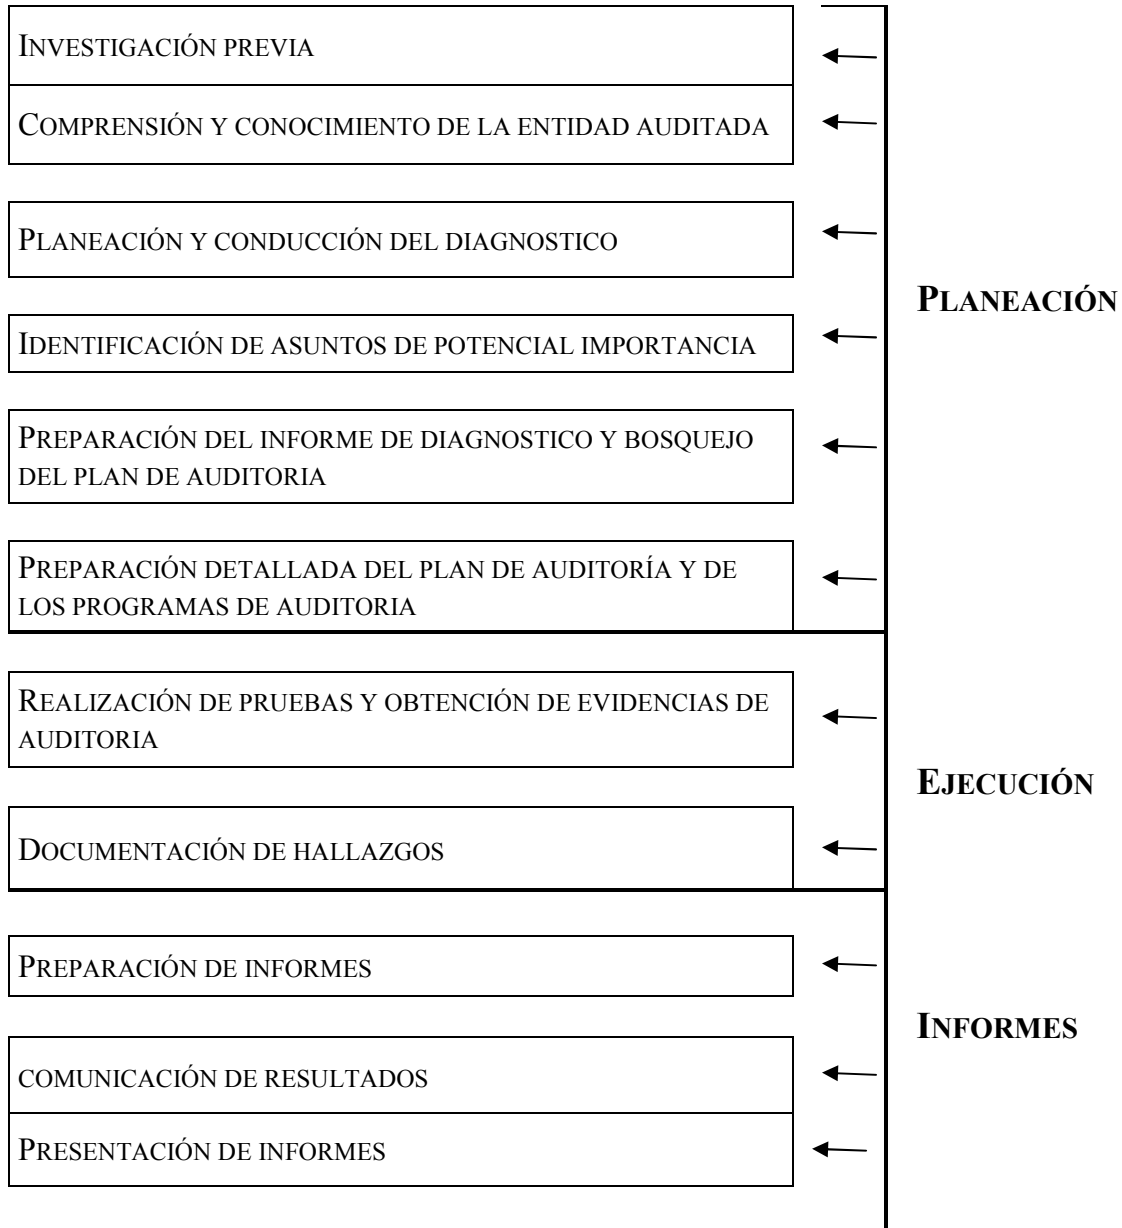 INVESTIGACIÓN PREVIA
COMPRENSIÓN Y CONOCIMIENTO DE LA ENTIDAD AUDITADA
PLANEACIÓN Y CONDUCCIÓN DEL DIAGNOSTICO
PLANEACIÓN
IDENTIFICACIÓN DE ASUNTOS DE POTENCIAL IMPORTANCIA
PREPARACIÓN DEL INFORME DE DIAGNOSTICO Y BOSQUEJO
DEL PLAN DE AUDITORIA
PREPARACIÓN DETALLADA DEL PLAN DE AUDITORÍA Y DE
LOS PROGRAMAS DE AUDITORIA
REALIZACIÓN DE PRUEBAS Y OBTENCIÓN DE EVIDENCIAS DE
AUDITORIA
EJECUCIÓN
DOCUMENTACIÓN DE HALLAZGOS
PREPARACIÓN DE INFORMES
INFORMES
COMUNICACIÓN DE RESULTADOS
PRESENTACIÓN DE INFORMES